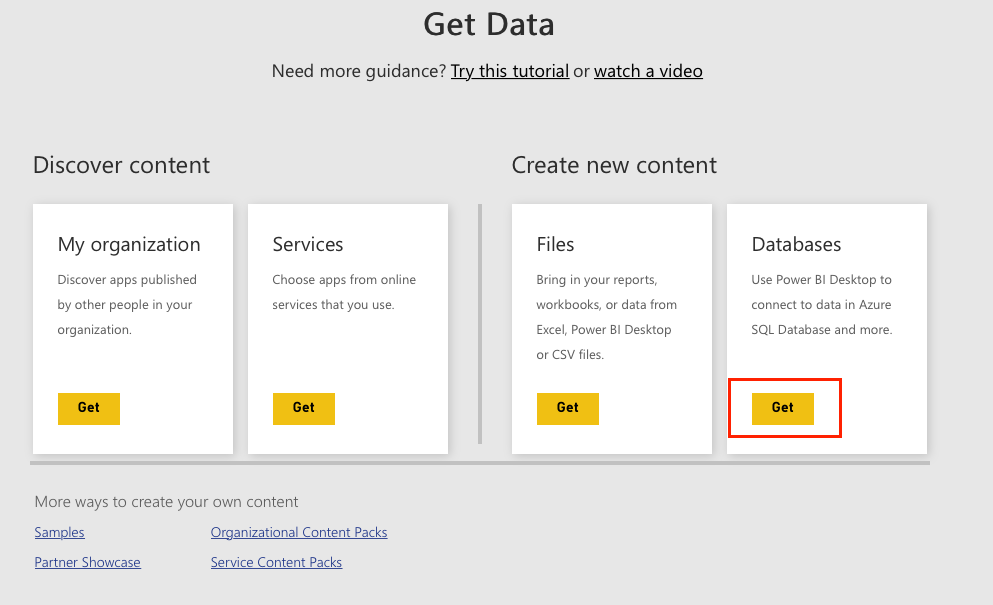 Get Data
Need more guidance? Try this tutorial or watch a video
Discover content
My organization
Discover apps published
by other people in your
organization.
Get
Services
Choose apps from online
services that you use.
Get
Create new content
Files
Bring in your reports,
workbooks, or data from
Excel, Power BI Desktop
or CSV files.
Get
Databases
Use Power BI Desktop to
connect to data in Azure
SQL Database and more.
Get
More ways to create your own content
Samples
Organizational Content Packs
Partner Showcase
Service Content Packs